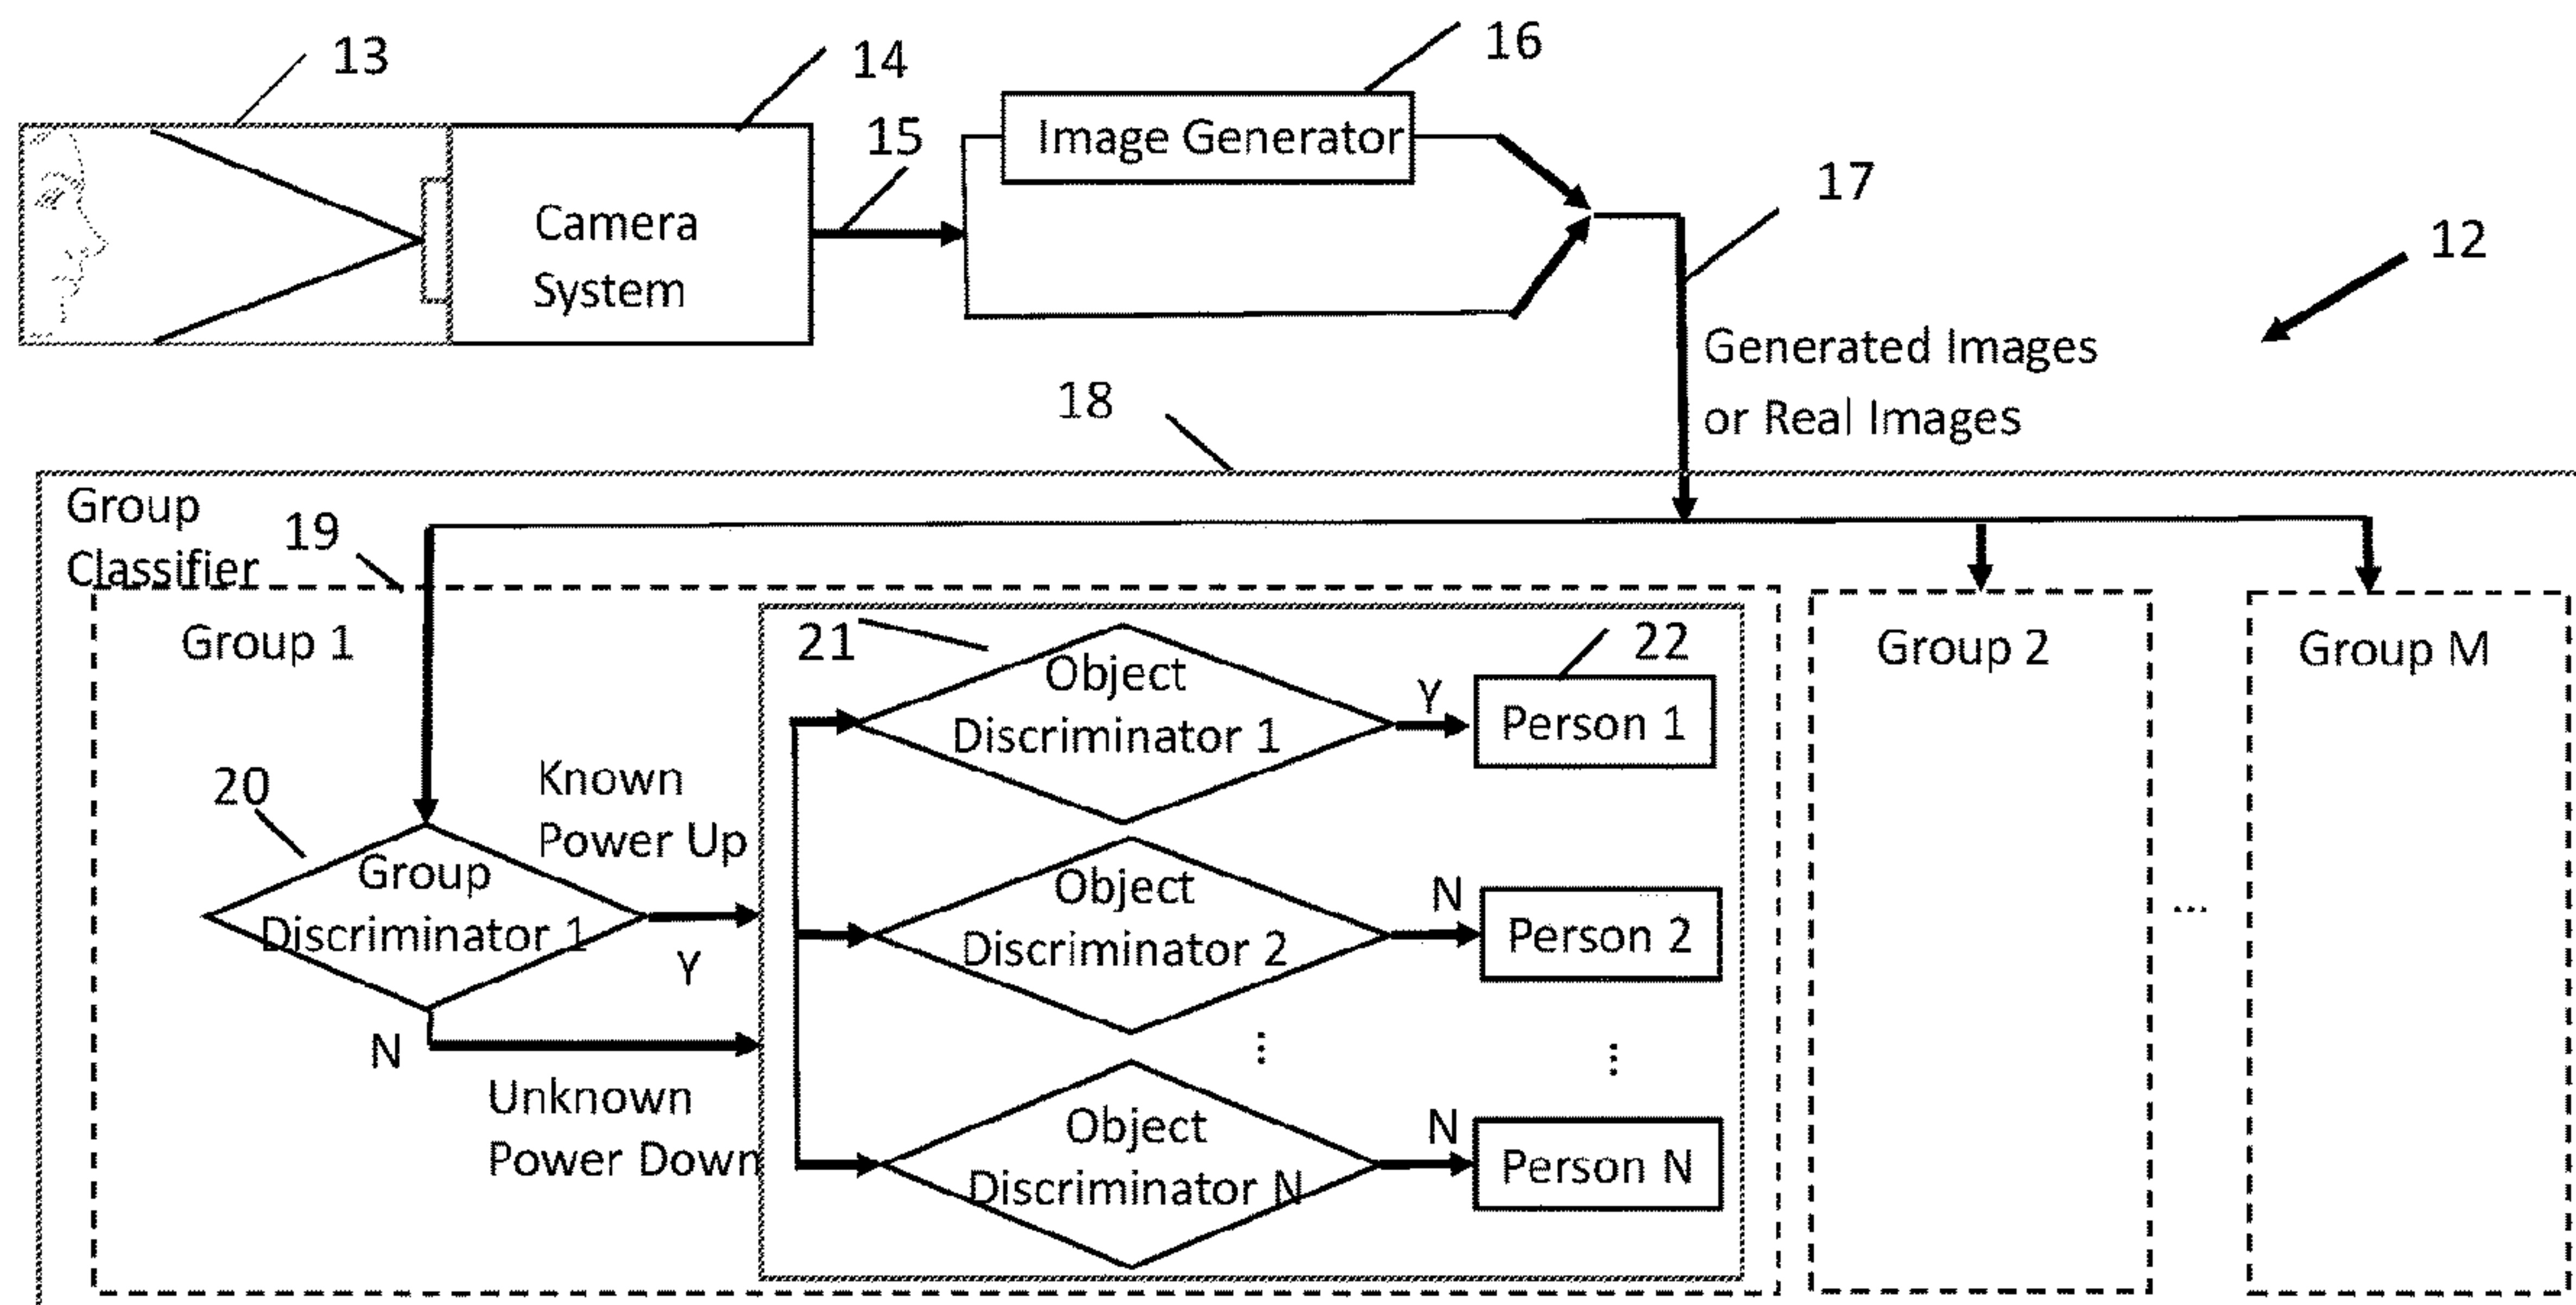 13
14
15
16
17
12
Camera
System
Image Generator
Generated Images
or Real Images
18
Group
Classifier
19
Group 1
20
Group
Discriminator 1
Known
Power Up
Y
N
Unknown
Power Down
21
Object
Discriminator 1
Y
22
Person 1
Object
Discriminator 2
N
Person 2
...
...
Object
Discriminator N
N
Person N
Group 2
...
Group M